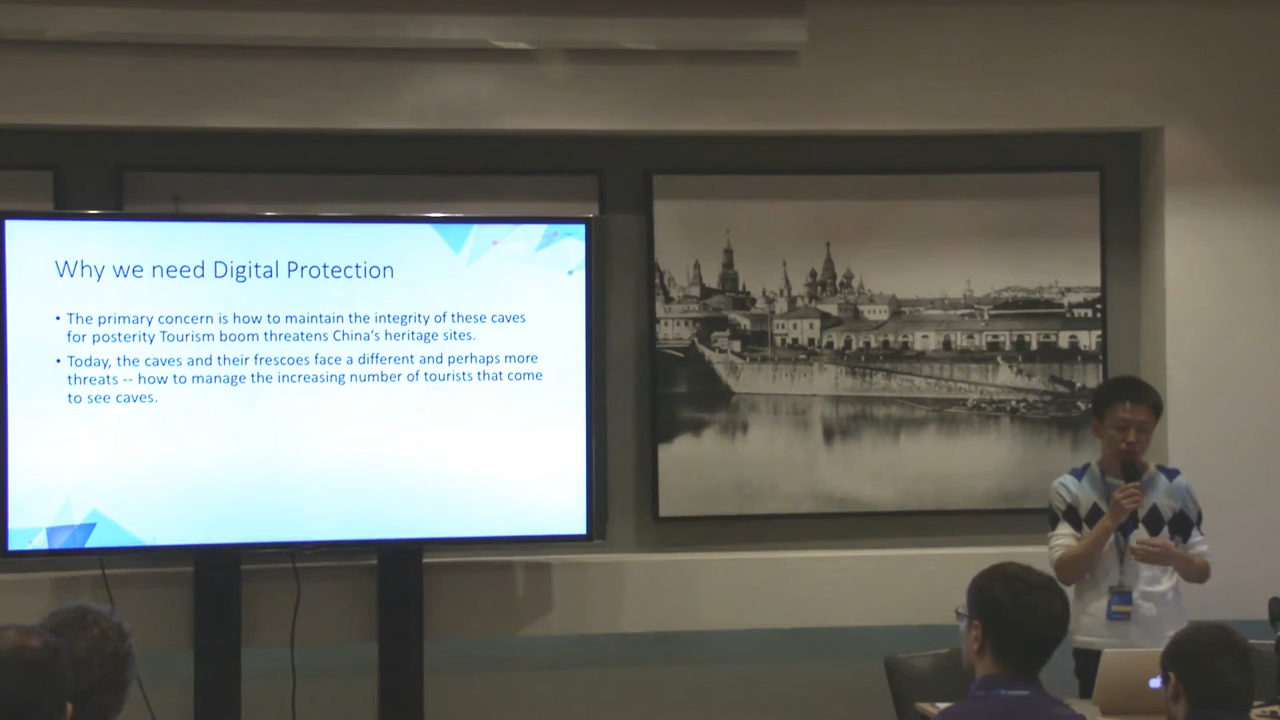 Why we need Digital Protection
• The primary concern is how to maintain the integrity of these caves
for posterity Tourism boom threatens China's heritage sites.
• Today, the caves and their frescoes face a different and perhaps more
threats -- how to manage the increasing number of tourists that come
to see caves.